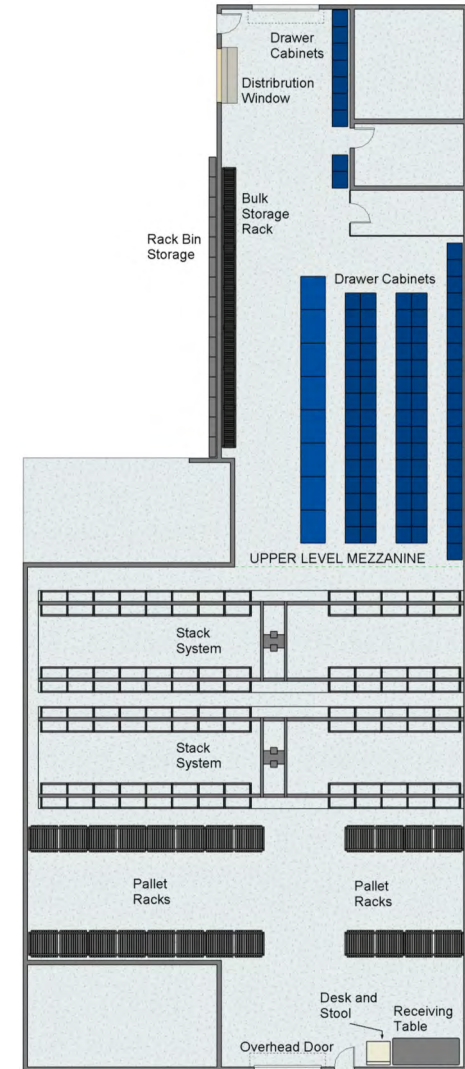 Drawer
Cabinets
Distribrution
Window
Bulk
Storage
Rack
Rack Bin
Storage
Drawer Cabinets
UPPER LEVEL MEZZANINE
Stack
System
Stack
System
Pallet
Racks
Pallet
Racks
Desk and
Stool
Receiving
Table
Overhead Door